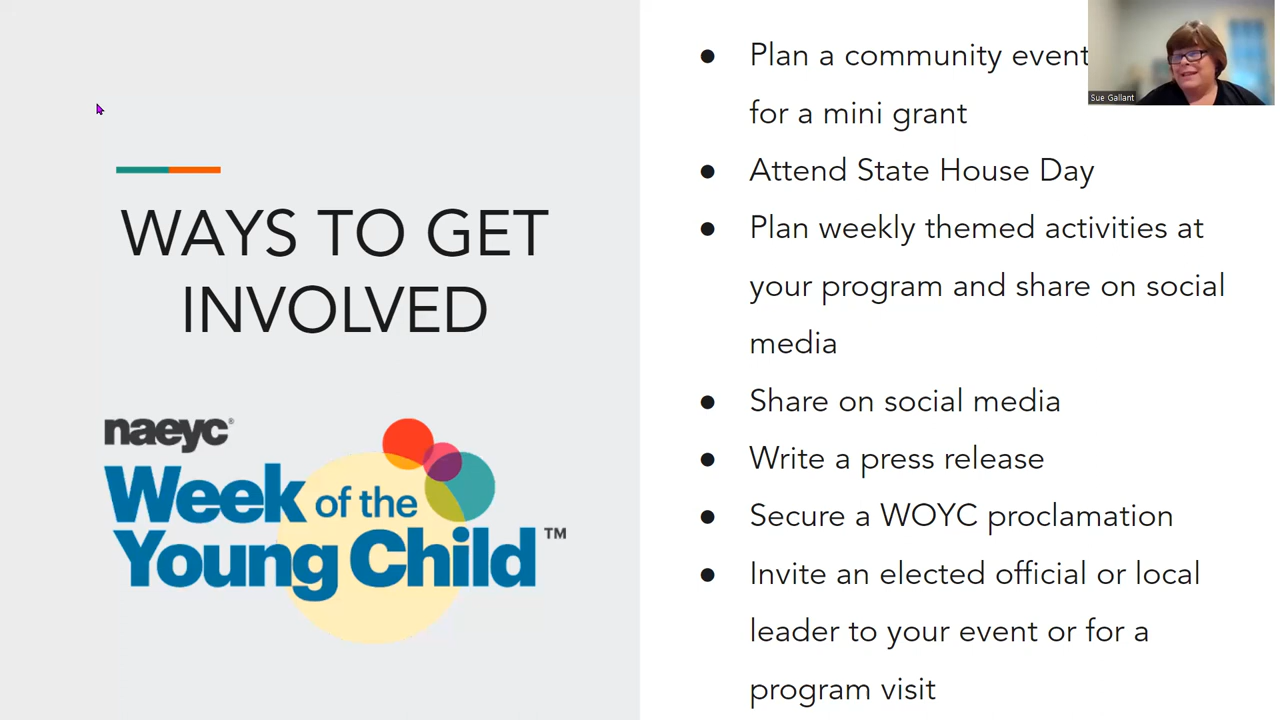 Plan a community event
for a mini grant
Attend State House Day
Plan weekly themed activities at
your program and share on social
media
Share on social media
Write a press release
Secure a WOYC proclamation
Invite an elected official or local
leader to your event or for a
program visit
WAYS TO GET
INVOLVED
naeyc®
Week of the
Young Child™
Sue Gallant